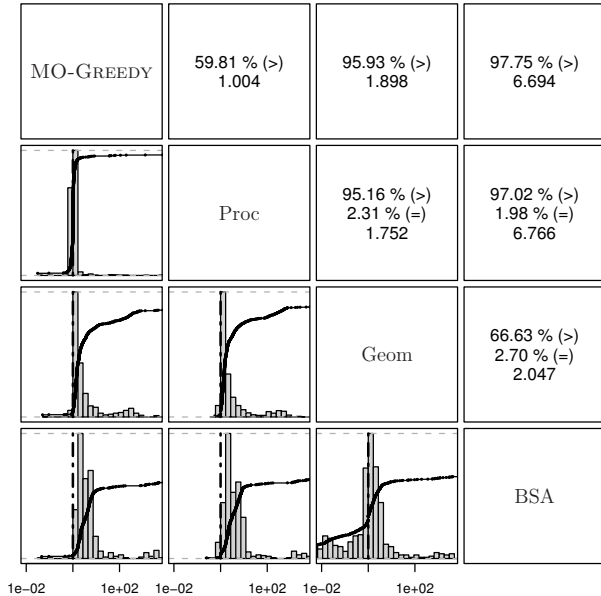 MO-GREEDY
59.81 % (>)
1.004
95.93 % (>)
1.898
97.75 % (>)
6.694
Proc
95.16 % (>)
2.31 % (=)
1.752
97.02 % (>)
1.98 % (=)
6.766
Geom
66.63 % (>)
2.70 % (=)
2.047
BSA
1e-02 1e+02 1e-02 1e+02 1e-02 1e+02